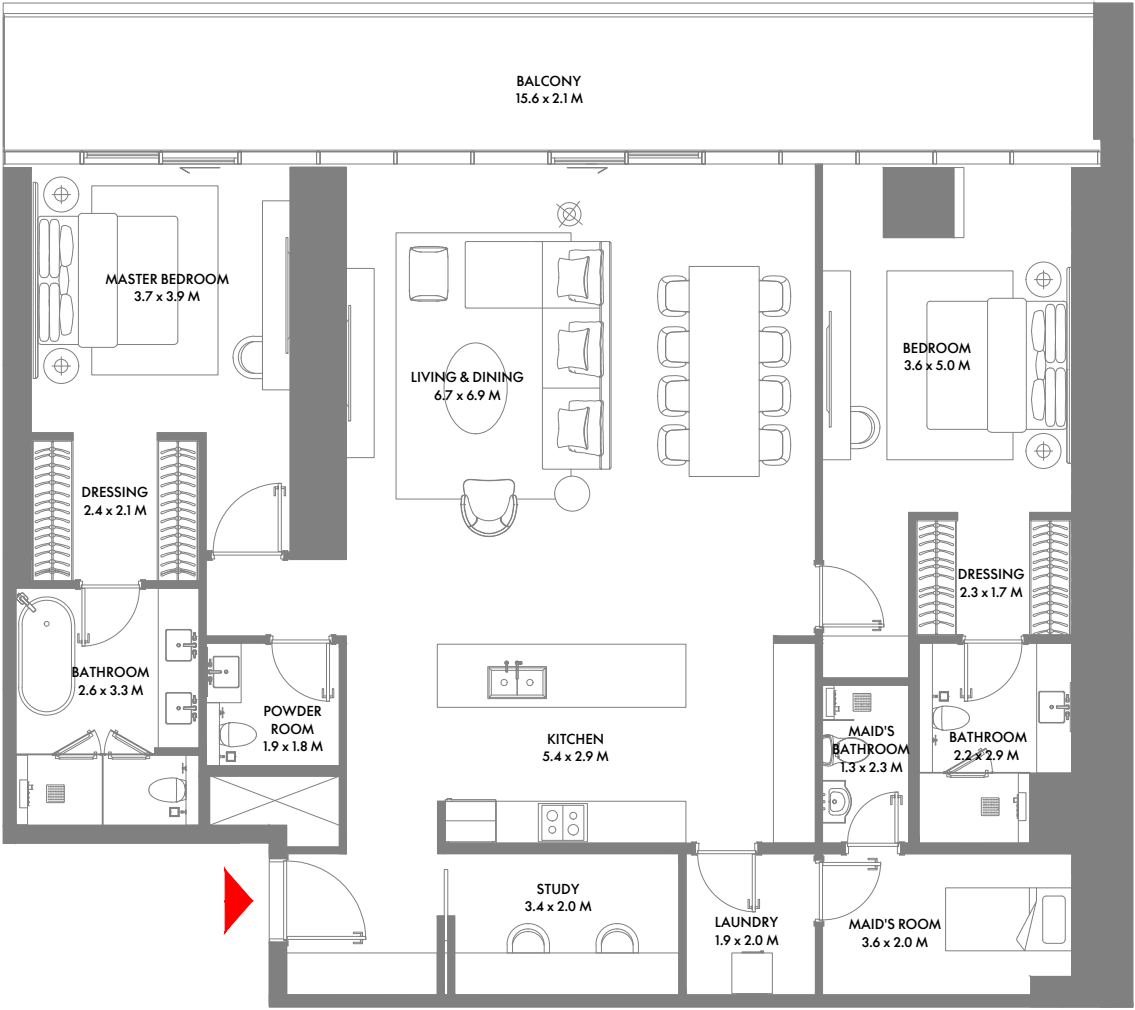 BALCONY
15.6 x 2.1 M
MASTER BEDROOM
3.7 x 3.9 M
LIVING & DINING
6.7 x 6.9 M
BEDROOM
3.6 x 5.0 M
DRESSING
2.4 x 2.1 M
DRESSING
2.3 x 1.7 M
BATHROOM
2.6 x 3.3 M
POWDER
ROOM
1.9 x 1.8 M
KITCHEN
5.4 x 2.9 M
MAID'S
BATHROOM
1.3 x 2.3 M
BATHROOM
2.2 x 2.9 M
STUDY
3.4 x 2.0 M
LAUNDRY
1.9 x 2.0 M
MAID'S ROOM
3.6 x 2.0 M